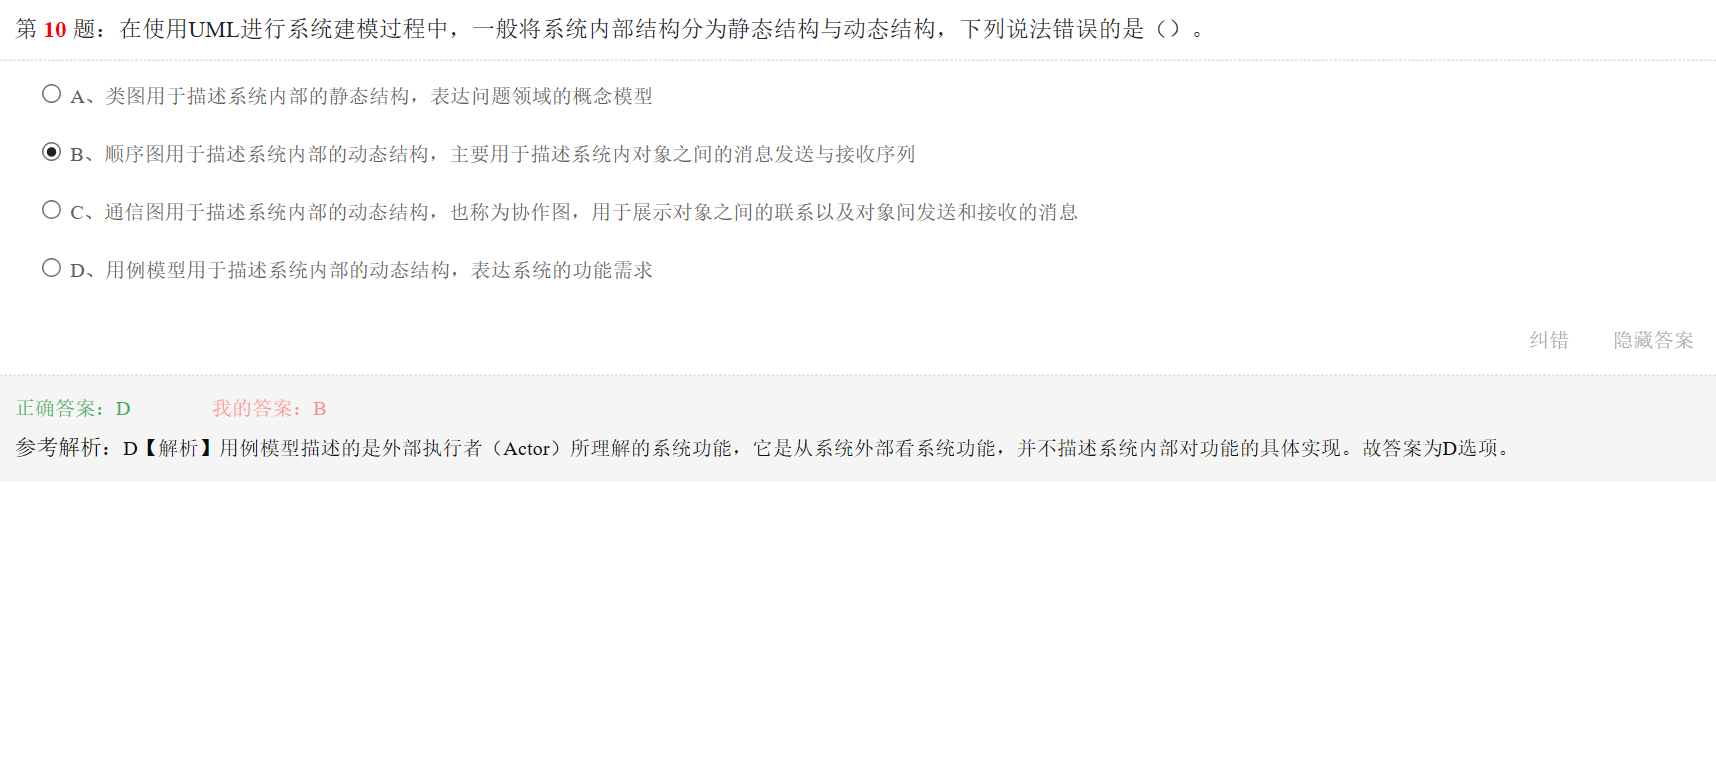 第 10 题：在使用UML进行系统建模过程中，一般将系统内部结构分为静态结构与动态结构，下列说法错误的是（）。
A、类图用于描述系统内部的静态结构，表达问题领域的概念模型
B、顺序图用于描述系统内部的动态结构，主要用于描述系统内对象之间的消息发送与接收序列
C、通信图用于描述系统内部的动态结构，也称为协作图，用于展示对象之间的联系以及对象间发送和接收的消息
D、用例模型用于描述系统内部的动态结构，表达系统的功能需求
纠错 隐藏答案
正确答案：D 我的答案：B
参考解析：D【解析】用例模型描述的是外部执行者（Actor）所理解的系统功能，它是从系统外部看系统功能，并不描述系统内部对功能的具体实现。故答案为D选项。